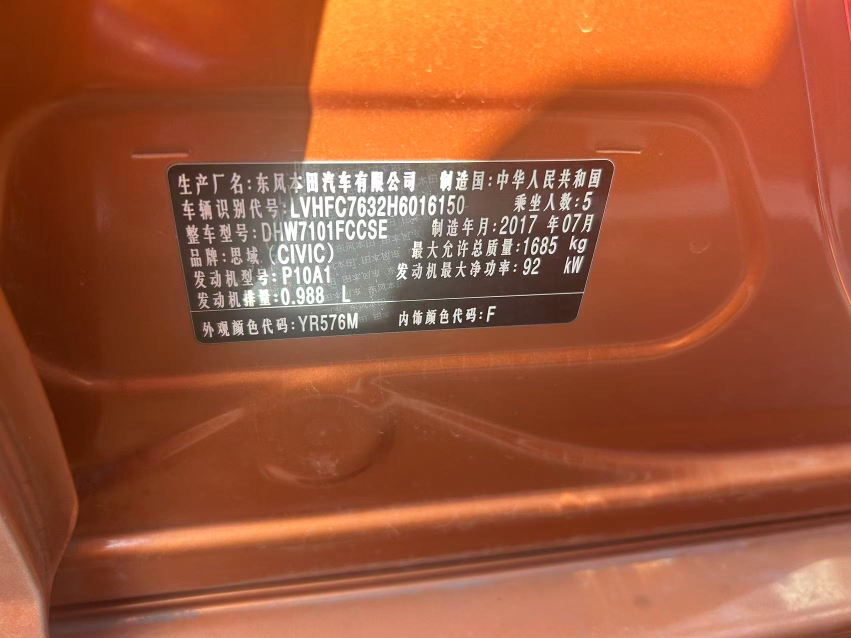 生产厂名:东风本田汽车有限公司 制造国:中华人民共和国
车辆识别代号:LVHFC7632H6016150 乘坐人数:5
整车型号:DHW7101FCCSE 制造年月:2017 年 07月
品牌:思域(CIVIC) 最大允许总质量:1685 kg
发动机型号:P10A1 发动机最大净功率:92 kW
发动机排量:0.988 L
外观颜色代码:YR576M 内饰颜色代码:F